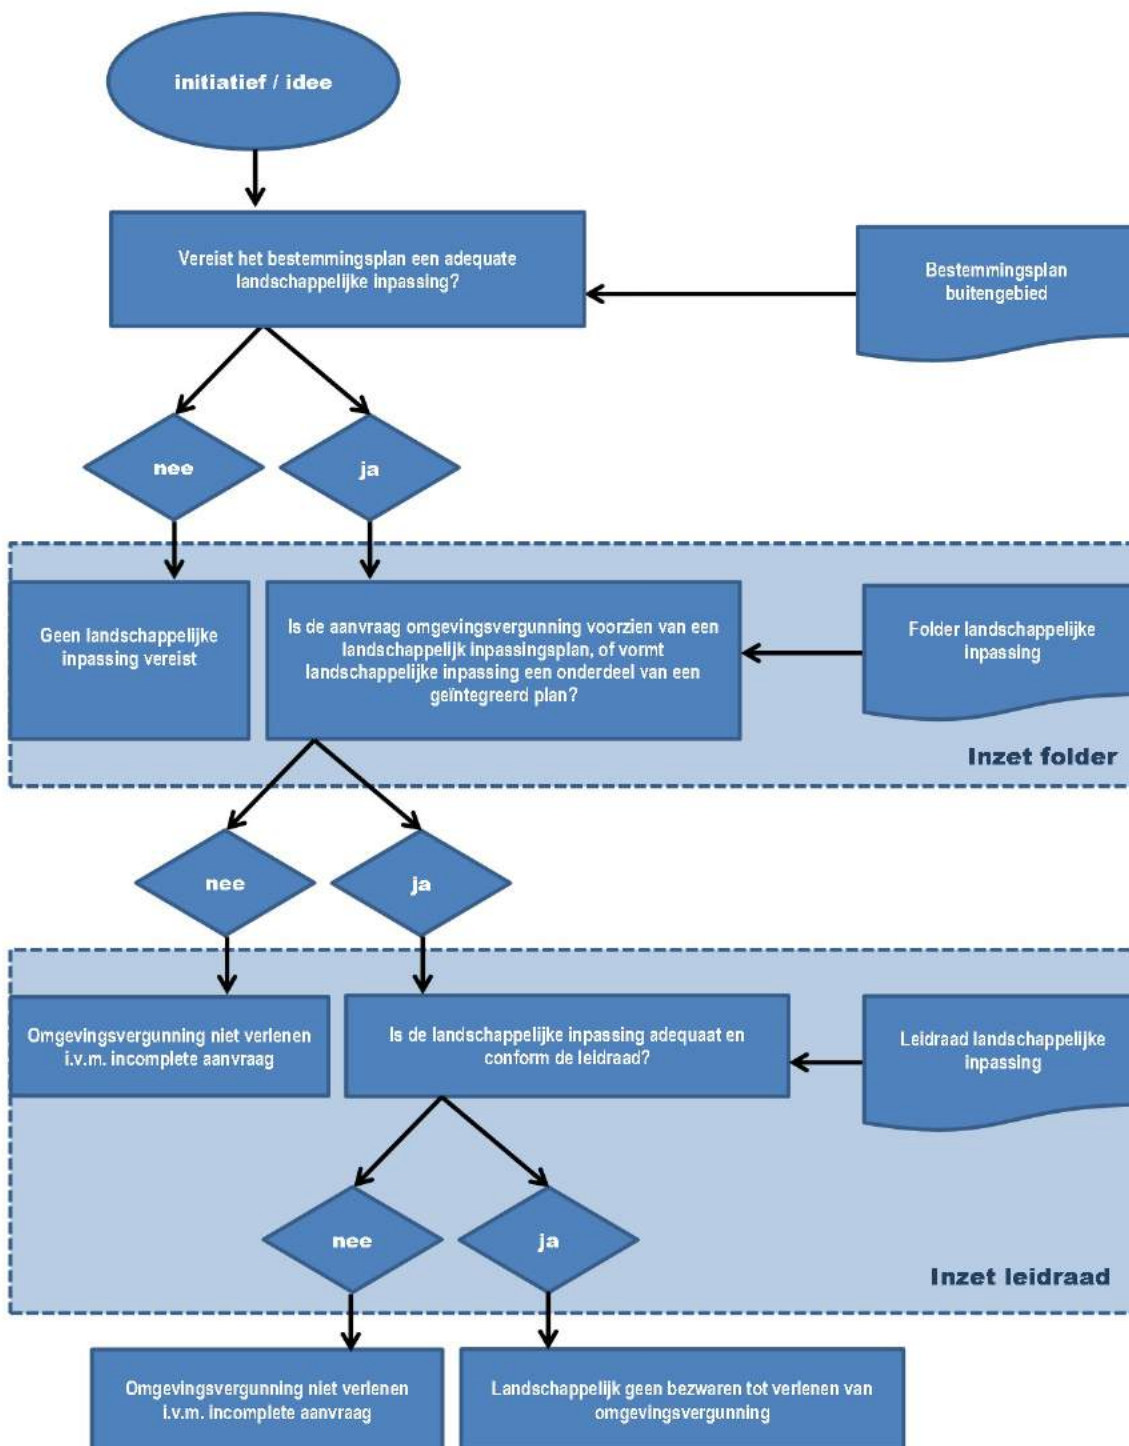 initiatief / idee
Vereist het bestemmingsplan een adequate
landschappelijke inpassing?
Bestemmingsplan
buitengebied
nee
ja
Geen landschappelijke
inpassing vereist
Is de aanvraag omgevingsvergunning voorzien van een
landschappelijk inpassingsplan, of vormt
landschappelijke inpassing een onderdeel van een
geïntegreerd plan?
Folder landschappelijke
inpassing
Inzet folder
nee
ja
Omgevingsvergunning niet verlenen
i.v.m. incomplete aanvraag
Is de landschappelijke inpassing adequaat en
conform de leidraad?
Leidraad landschappelijke
inpassing
nee
ja
Inzet leidraad
Omgevingsvergunning niet verlenen
i.v.m. incomplete aanvraag
Landschappelijk geen bezwaren tot verlenen van
omgevingsvergunning